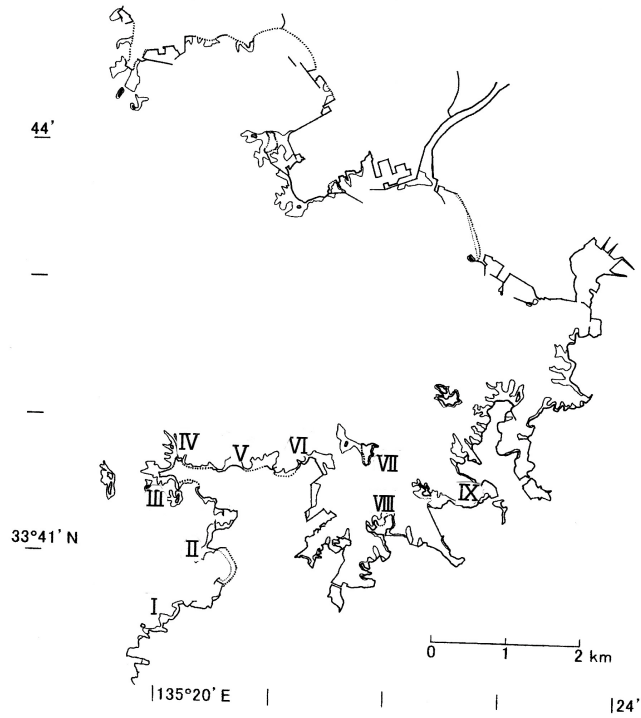 44'
IV
V
VI
VII
III
VIII
IX
33°41' N
II
I
0 1 2 km
135°20' E
24'